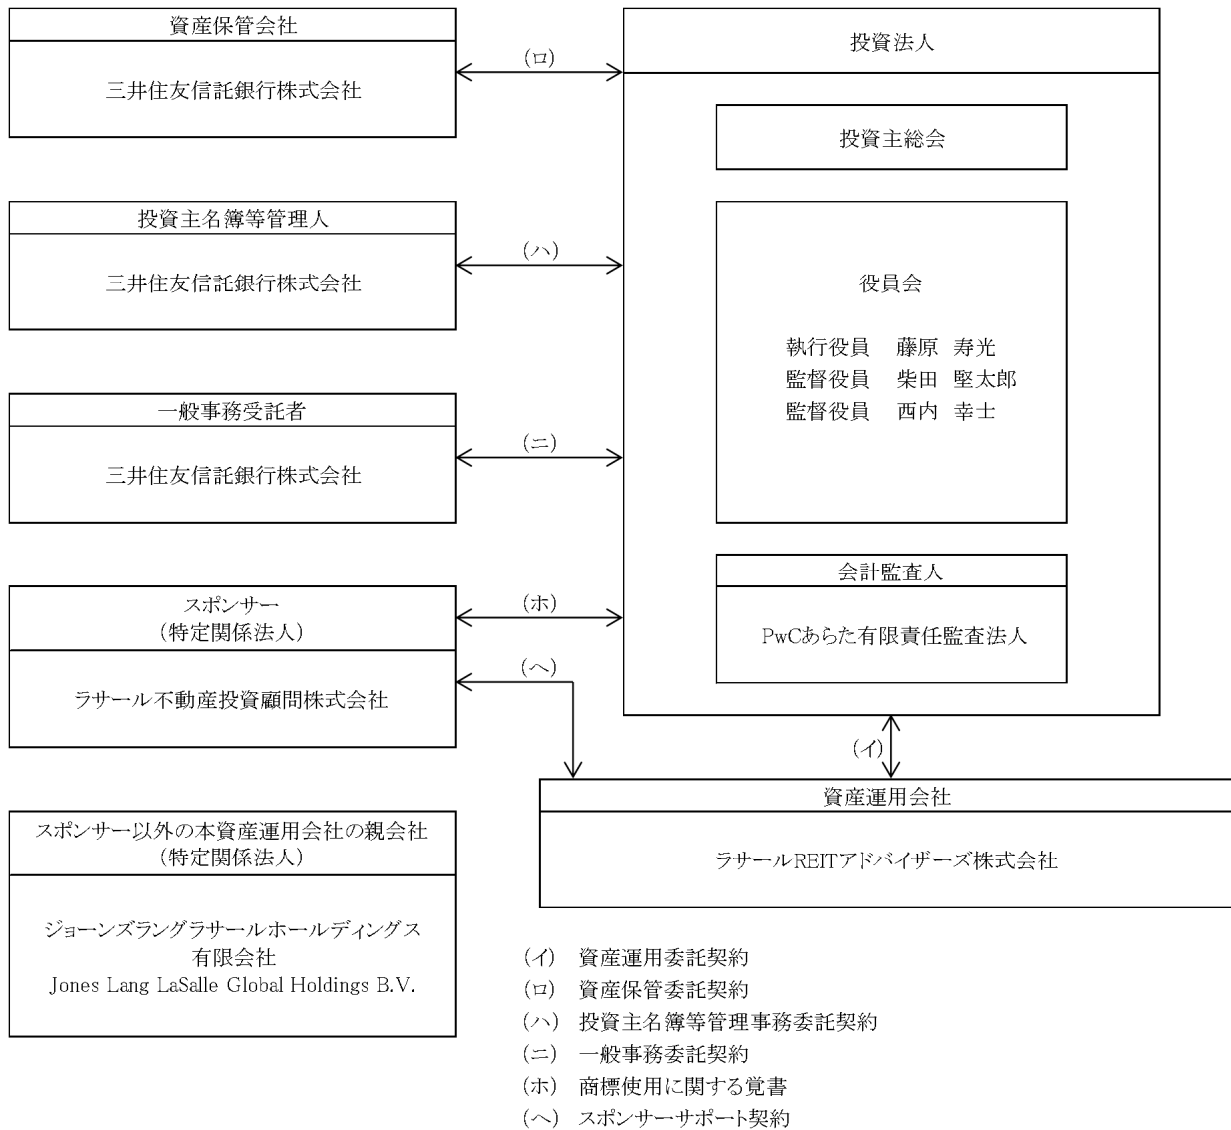 資産保管会社
三井住友信託銀行株式会社
(ロ)
投資法人
投資主総会
投資主名簿等管理人
三井住友信託銀行株式会社
(ハ)
役員会
執行役員 藤原 寿光
監督役員 柴田 堅太郎
監督役員 西内 幸士
一般事務受託者
三井住友信託銀行株式会社
(ニ)
会計監査人
PwCあらた有限責任監査法人
スポンサー
(特定関係法人)
ラサール不動産投資顧問株式会社
(ホ)
(ヘ)
(イ)
資産運用会社
ラサールREITアドバイザーズ株式会社
スポンサー以外の本資産運用会社の親会社
(特定関係法人)
ジョーンズラングラサールホールディングス
有限会社
Jones Lang LaSalle Global Holdings B.V.
(イ) 資産運用委託契約
(ロ) 資産保管委託契約
(ハ) 投資主名簿等管理事務委託契約
(ニ) 一般事務委託契約
(ホ) 商標使用に関する覚書
(ヘ) スポンサーサポート契約